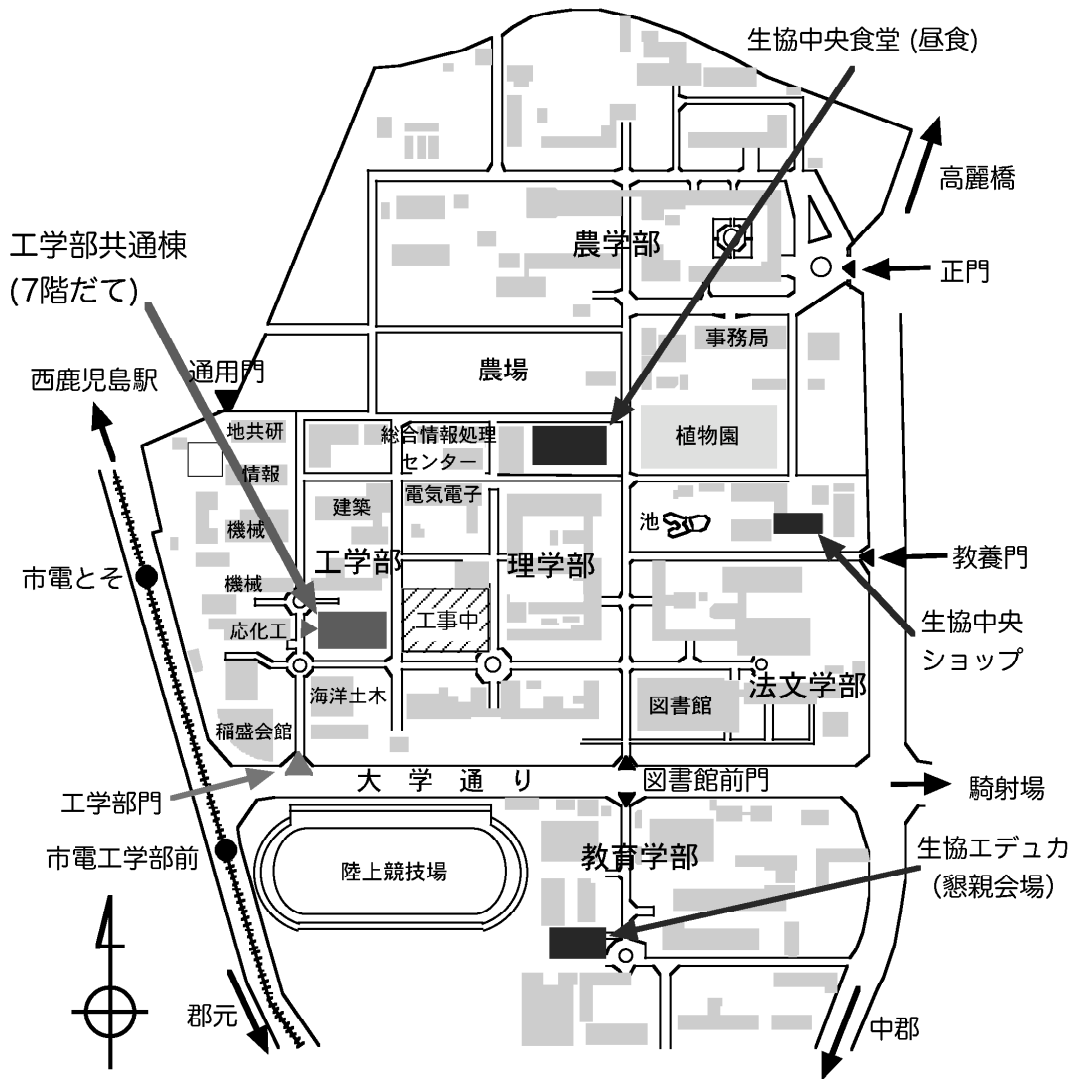 生協中央食堂 (昼食)
高麗橋
工学部共通棟
(7階だて)
農学部
正門
事務局
西鹿児島駅
通用門
農場
地共研
総合情報処理
センター
植物園
情報
電気電子
建築
池
機械
工学部
理学部
教養門
市電とそ
機械
工事中
応化工
生協中央
ショップ
海洋土木
図書館
法文学部
稲盛会館
大学通り
図書館前門
騎射場
工学部門
市電工学部前
教育学部
生協エデュカ
(懇親会場)
陸上競技場
郡元
中郡